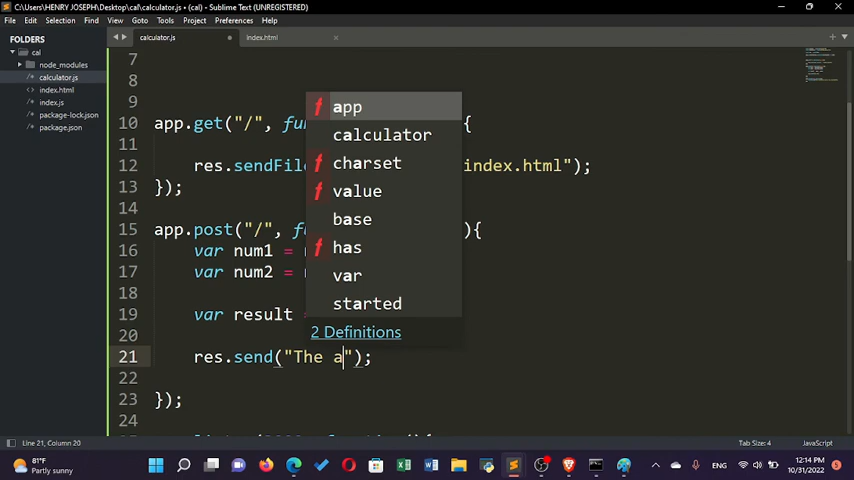 C:\Users\HENRY JOSEPH\Desktop\cal\calculator.js (cal) - Sublime Text (UNREGISTERED)
File Edit Selection Find View Goto Tools Project Preferences Help
FOLDERS
cal
node_modules
calculator.js
index.html
index.js
package-lock.json
package.json
calculator.js index.html
7
8
9
10 app.get("/", fu {
11
12 res.sendFil index.html");
13 });
14
15 app.post("/", fu ){
16 var num1 =
17 var num2 =
18
19 var result
20
21 res.send("The a");
22
23 });
24
f app
calculator
f charset
f value
base
f has
var
started
2 Definitions
Line 21, Column 20 Tab Size: 4 JavaScript
81°F
Partly sunny
ENG
12:14 PM
10/31/2022
5